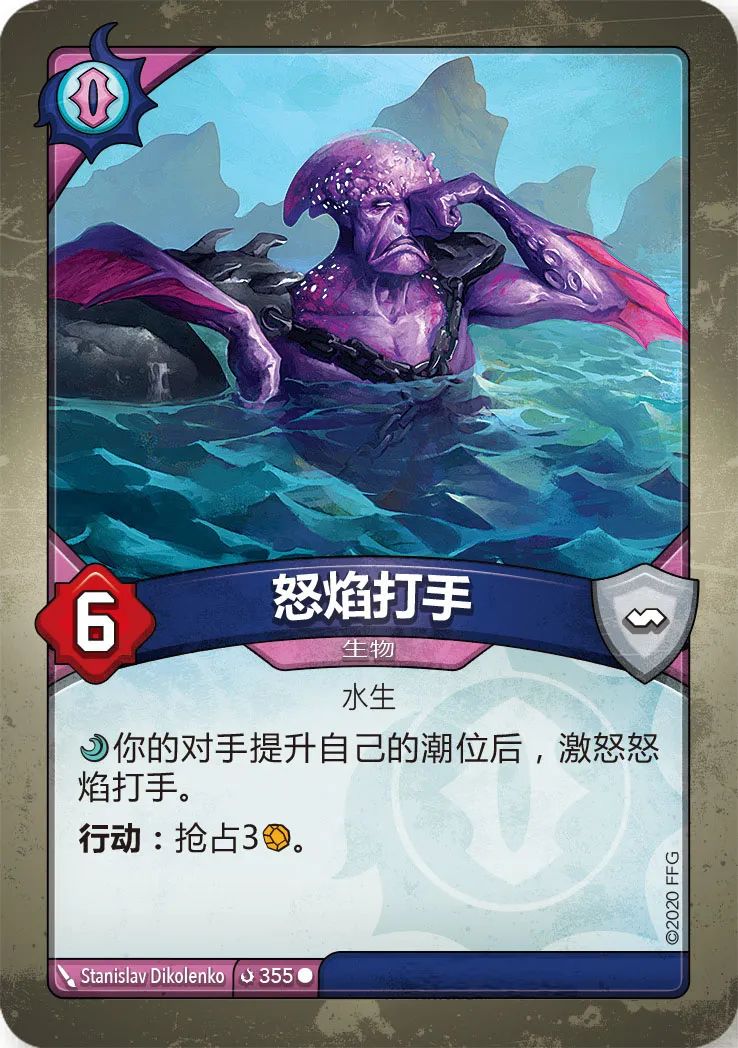 怒焰打手
6
生物
水生
你的对手提升自己的潮位后，激怒怒
焰打手。
行动：抢占3。
©2020 FFG
Stanislav Dikolenko
355